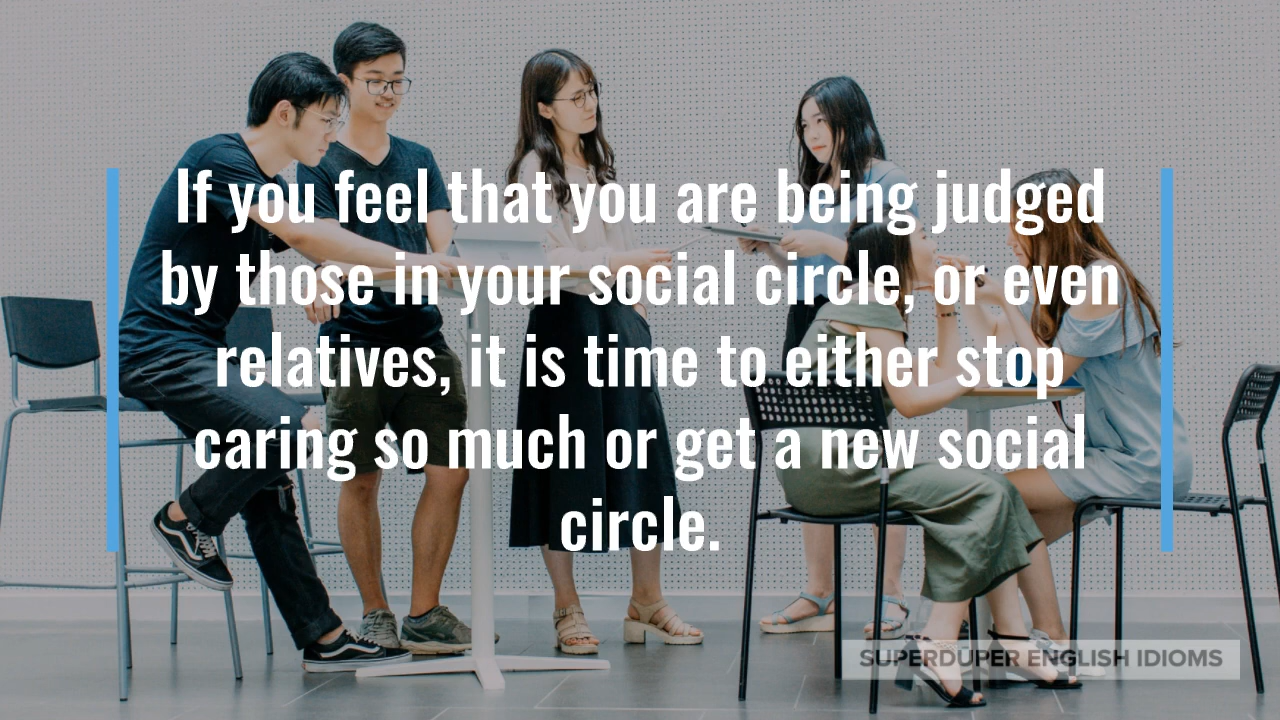 If you feel that you are being judged
by those in your social circle, or even
relatives, it is time to either stop
caring so much or get a new social
circle.
SUPERDUPER ENGLISH IDIOMS